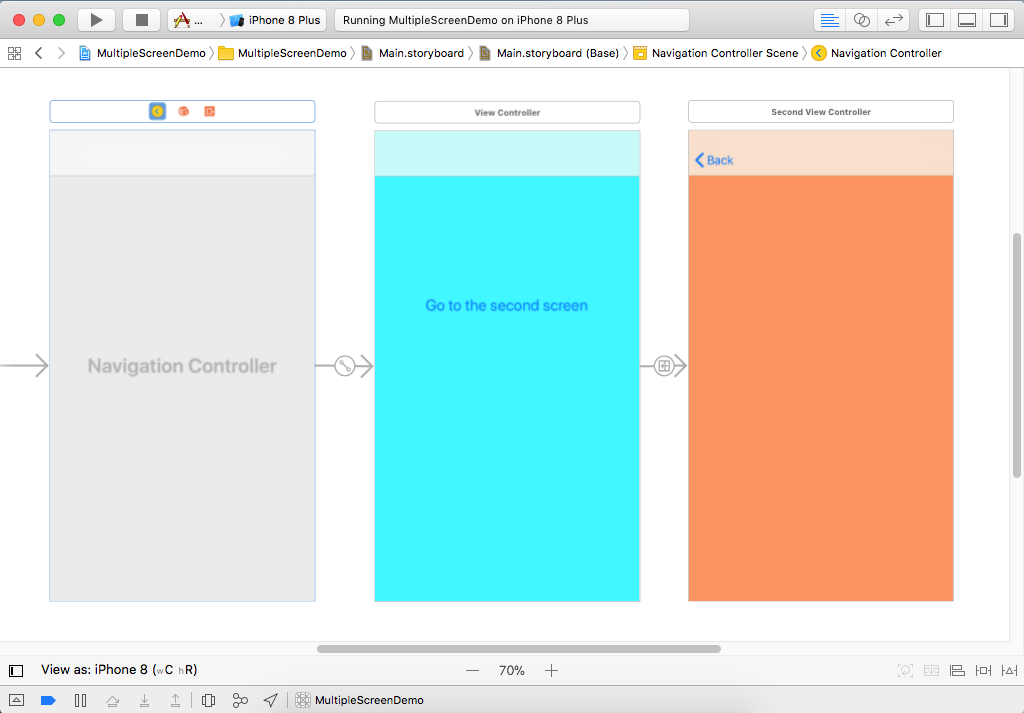 ... iPhone 8 Plus Running MultipleScreenDemo on iPhone 8 Plus
MultipleScreenDemo MultipleScreenDemo Main.storyboard Main.storyboard (Base) Navigation Controller Scene Navigation Controller
View Controller Second View Controller
Back
Go to the second screen
Navigation Controller
View as: iPhone 8 (wC hR) 70%
MultipleScreenDemo